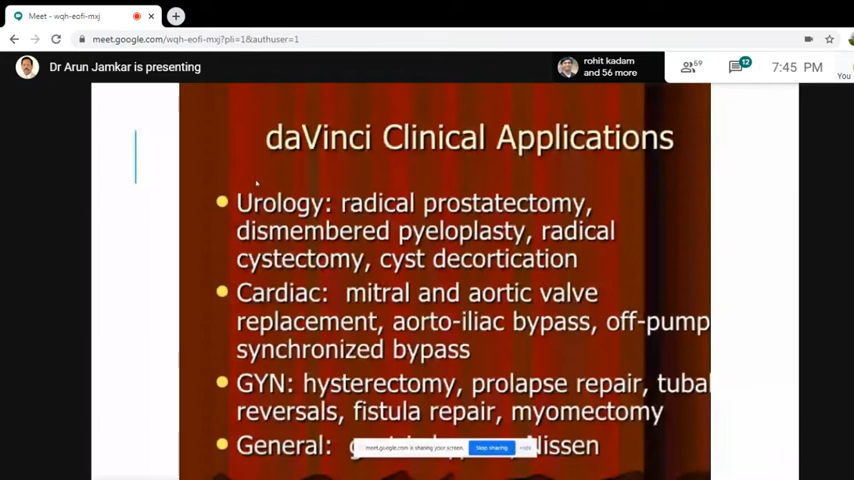 Meet - wqh-eofi-mxj
meet.google.com/wqh-eofi-mxj?pli=1&authuser=1
Dr Arun Jamkar is presenting
rohit kadam
and 56 more
59
12
7:45 PM
You
daVinci Clinical Applications
Urology: radical prostatectomy,
dismembered pyeloplasty, radical
cystectomy, cyst decortication
Cardiac: mitral and aortic valve
replacement, aorto-iliac bypass, off-pump
synchronized bypass
GYN: hysterectomy, prolapse repair, tubal
reversals, fistula repair, myomectomy
General: Nissen
meet.google.com is sharing your screen.
Stop sharing
Hide